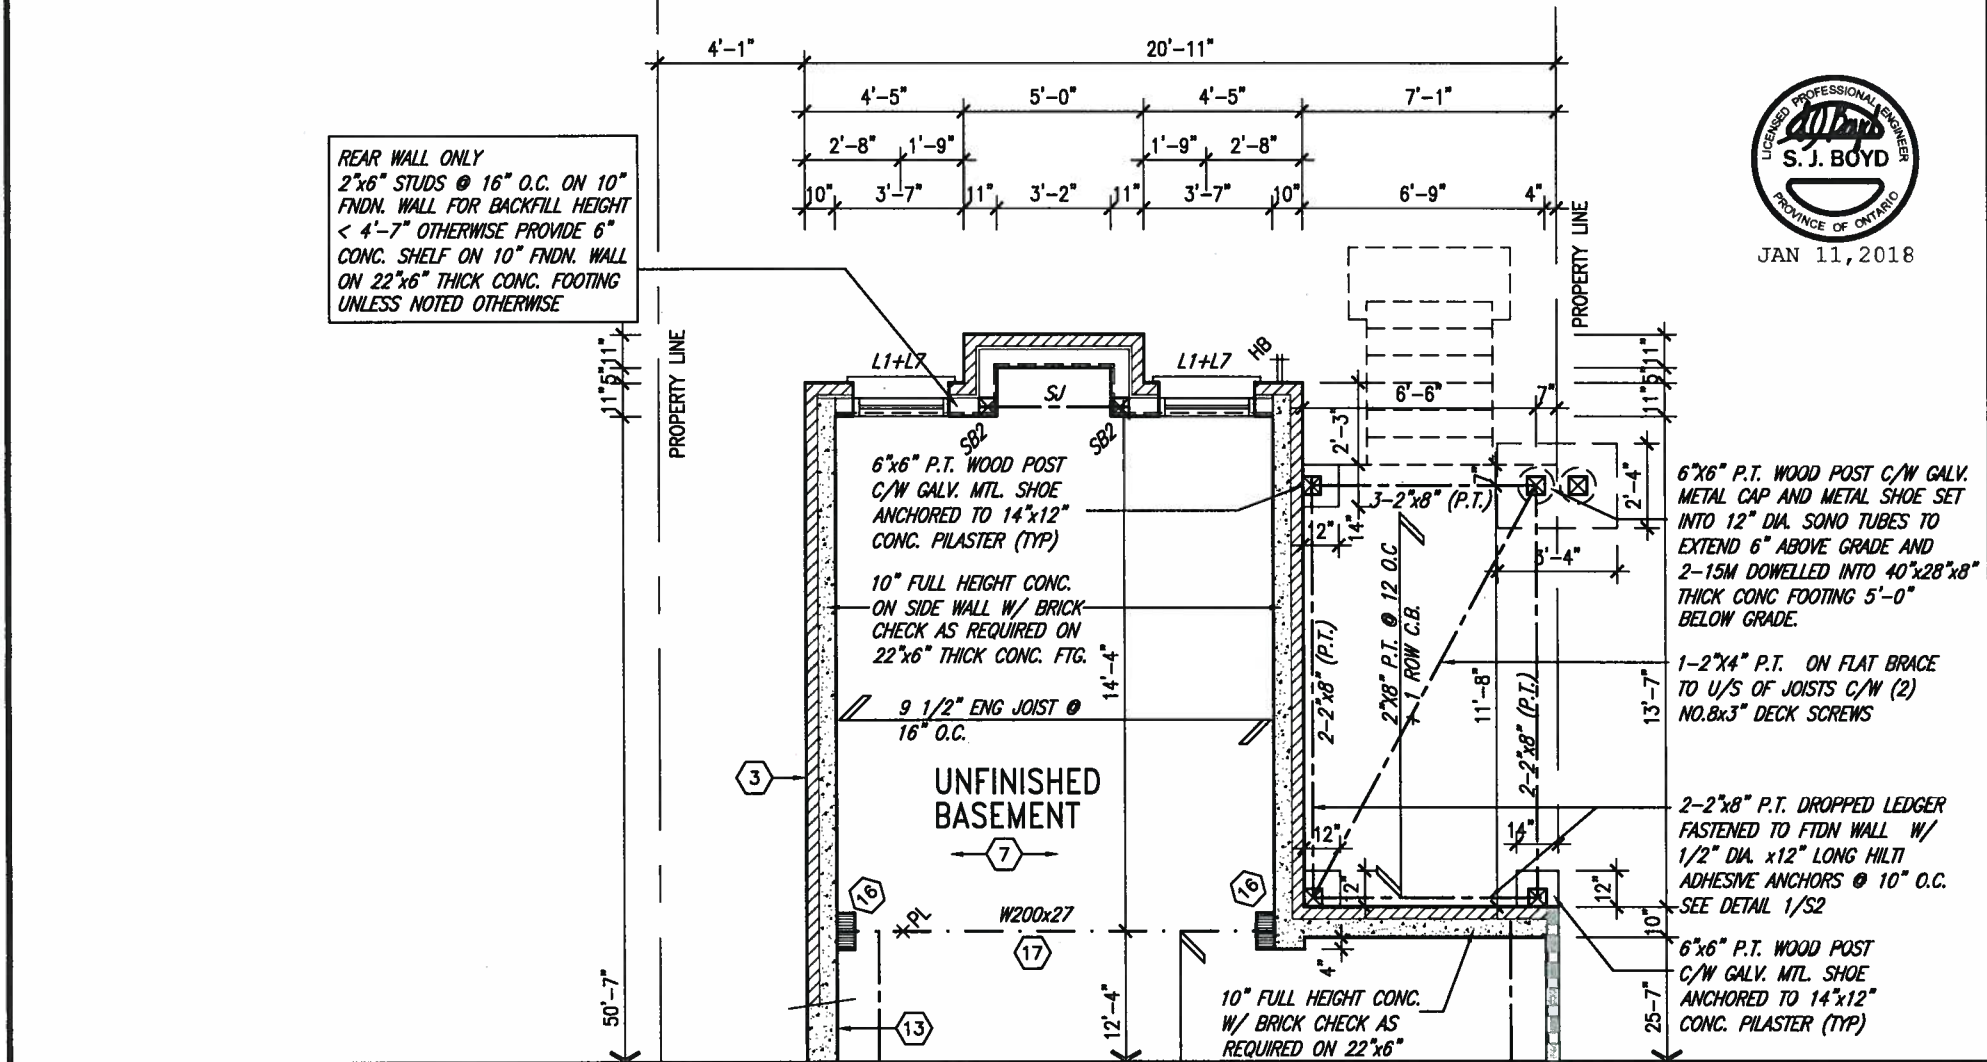 4'-1"
20'-11"
4'-5"
5'-0"
4'-5"
7'-1"
2'-8"
1'-9"
1'-9"
2'-8"
10"
3'-7"
11"
3'-2"
11"
3'-7"
10"
6'-9"
4"
LICENSED PROFESSIONAL ENGINEER
S. J. BOYD
PROVINCE OF ONTARIO
JAN 11,2018
REAR WALL ONLY
2"x6" STUDS @ 16" O.C. ON 10"
FNDN. WALL FOR BACKFILL HEIGHT
< 4'-7" OTHERWISE PROVIDE 6"
CONC. SHELF ON 10" FNDN. WALL
ON 22"x6" THICK CONC. FOOTING
UNLESS NOTED OTHERWISE
PROPERTY LINE
PROPERTY LINE
11"
5"
11"
11"
5"
11"
L1+L7
L1+L7
HB
SJ
SB2
SB2
6'-6"
7"
2'-3"
7"
2'-4"
3-2"x8" (P.T.)
14"
12"
3'-4"
6"x6" P.T. WOOD POST
C/W GALV. MTL. SHOE
ANCHORED TO 14"x12"
CONC. PILASTER (TYP)
10" FULL HEIGHT CONC.
ON SIDE WALL W/ BRICK
CHECK AS REQUIRED ON
22"x6" THICK CONC. FTG.
14'-4"
9 1/2" ENG JOIST @
16" O.C.
UNFINISHED
BASEMENT
3
7
16
16
PL
W200x27
17
13
50'-7"
12'-4"
2-2"x8" (P.T.)
2"X8" P.T. @ 12 O.C
+ 1 ROW C.B.
11'-8"
2-2"x8" (P.T.)
13'-7"
12"
12"
14"
12"
10"
4"
25-7"
6"X6" P.T. WOOD POST C/W GALV.
METAL CAP AND METAL SHOE SET
INTO 12" DIA. SONO TUBES TO
EXTEND 6" ABOVE GRADE AND
2-15M DOWELLED INTO 40"x28"x8"
THICK CONC FOOTING 5'-0"
BELOW GRADE.
1-2"X4" P.T. ON FLAT BRACE
TO U/S OF JOISTS C/W (2)
NO.8x3" DECK SCREWS
2-2"x8" P.T. DROPPED LEDGER
FASTENED TO FTDN WALL W/
1/2" DIA. x12" LONG HILTI
ADHESIVE ANCHORS @ 10" O.C.
SEE DETAIL 1/S2
6"x6" P.T. WOOD POST
C/W GALV. MTL. SHOE
ANCHORED TO 14"x12"
CONC. PILASTER (TYP)
10" FULL HEIGHT CONC.
W/ BRICK CHECK AS
REQUIRED ON 22"x6"